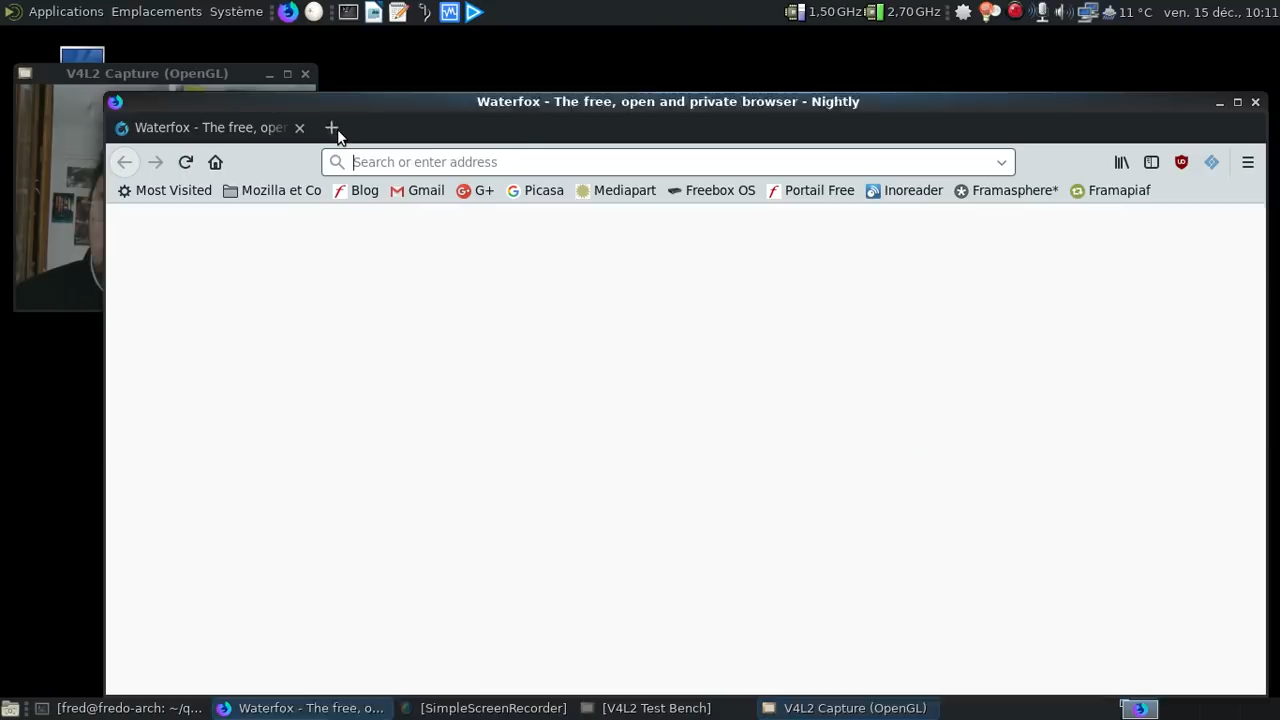 Applications Emplacements Système 1,50 GHz 2,70 GHz 11 °C ven. 15 déc., 10:11
V4L2 Capture (OpenGL)
Waterfox - The free, open and private browser - Nightly
Waterfox - The free, oper
Search or enter address
Most Visited Mozilla et Co Blog Gmail G+ Picasa Mediapart Freebox OS Portail Free Inoreader Framasphere* Framapiaf
[fred@fredo-arch: ~/q... Waterfox - The free, o... [SimpleScreenRecorder] [V4L2 Test Bench] V4L2 Capture (OpenGL)